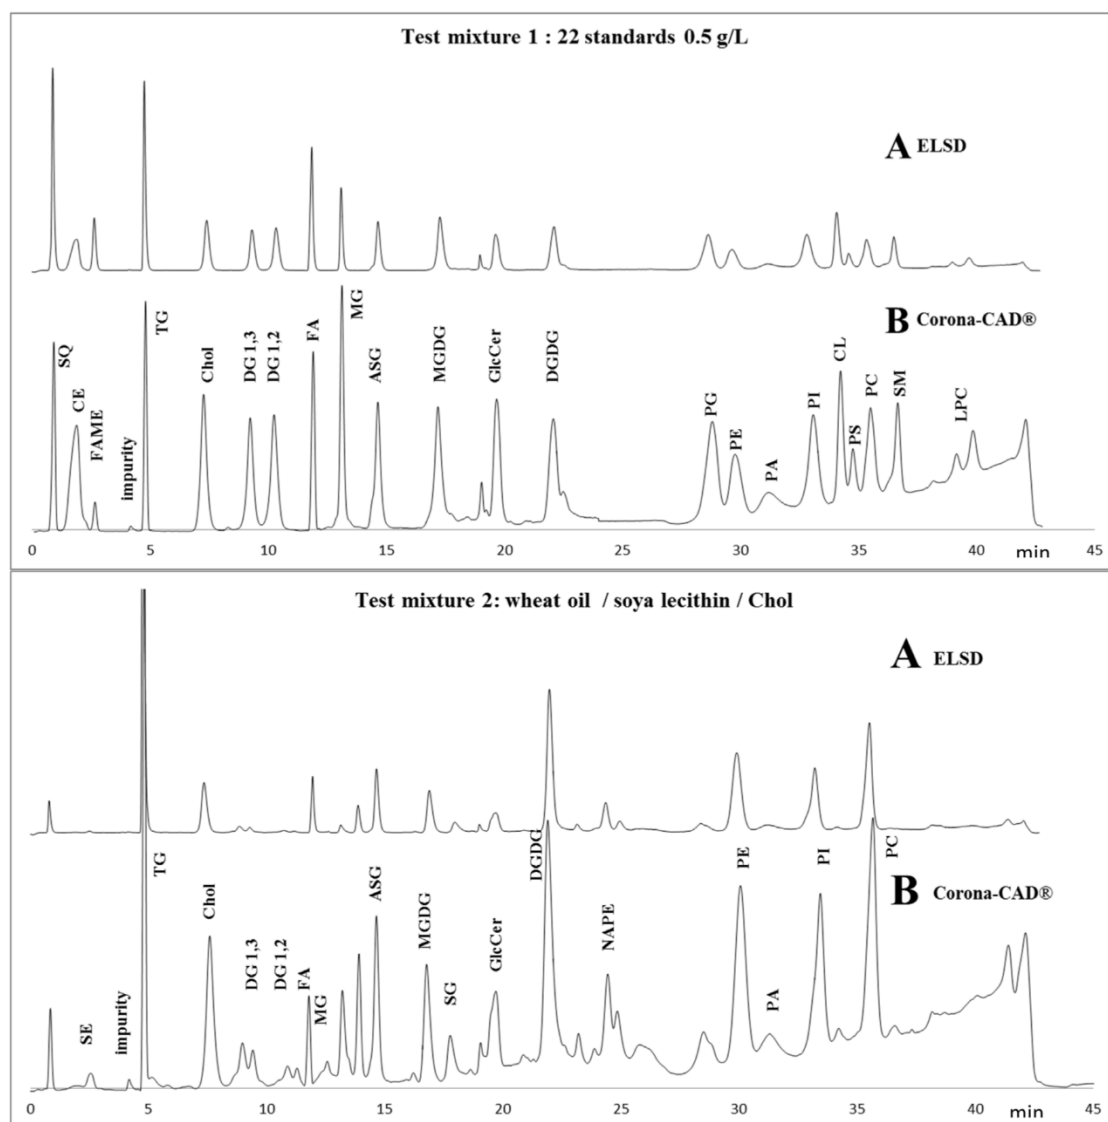 Test mixture 1 : 22 standards 0.5 g/L
A ELSD
B Corona-CAD®
SQ
CE
FAME
impurity
TG
Chol
DG 1,3
DG 1,2
FA
MG
ASG
MGDG
GlcCer
DGDG
PG
PE
PA
PI
CL
PS
PC
SM
LPC
0 5 10 15 20 25 30 35 40 min 45
Test mixture 2: wheat oil / soya lecithin / Chol
A ELSD
B Corona-CAD®
SE
impurity
TG
Chol
DG 1,3
DG 1,2
FA
MG
ASG
MGDG
SG
GlcCer
DGDG
NAPE
PE
PA
PI
PC
0 5 10 15 20 25 30 35 40 min 45